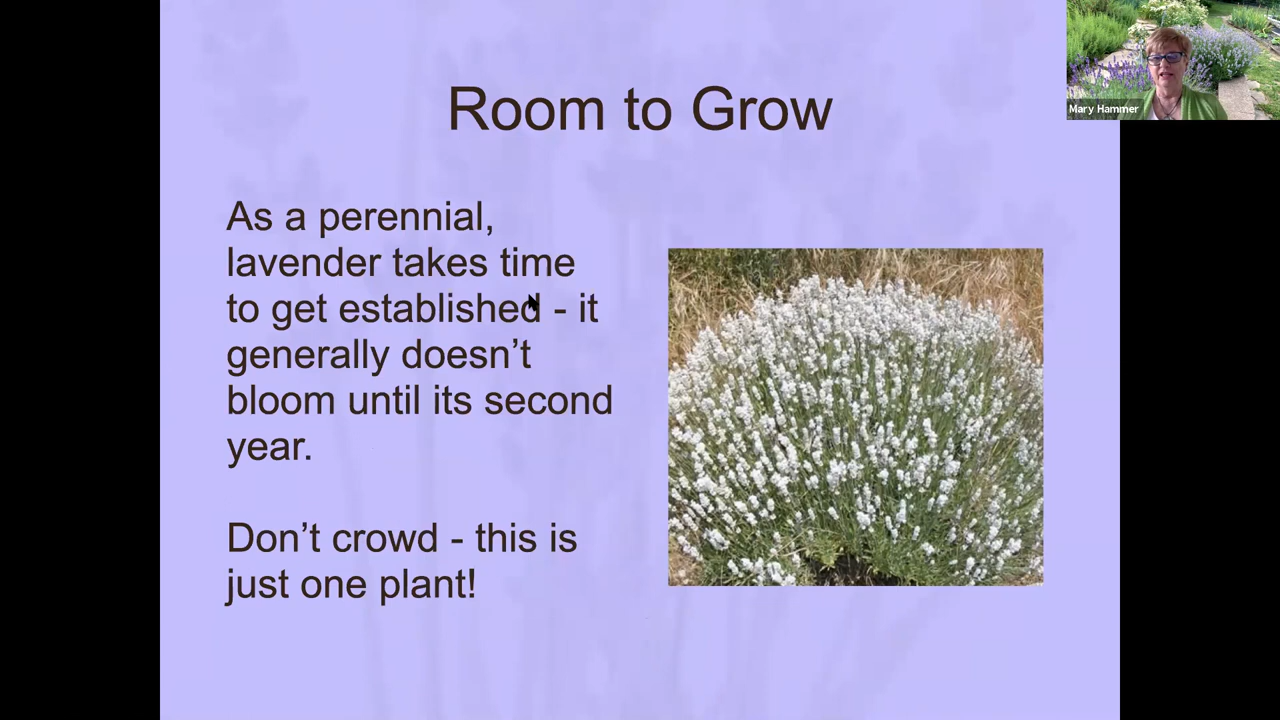 Room to Grow
As a perennial,
lavender takes time
to get established - it
generally doesn’t
bloom until its second
year.
Don’t crowd - this is
just one plant!
Mary Hammer